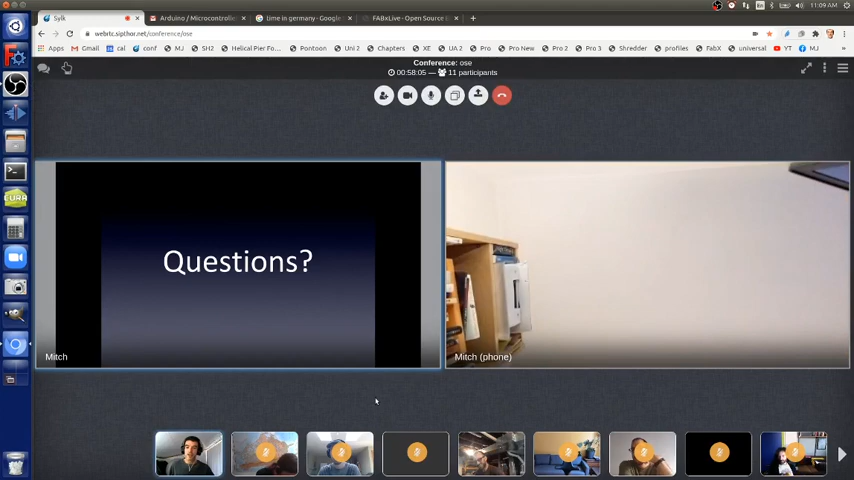 11:09 AM
Sylk
Arduino / Microcontrolle
time in germany - Google
FABxLive - Open Source E
webrtc.sipthor.net/conference/ose
Apps
Gmail
cal
conf
MJ
SH2
Helical Pier Fo...
Pontoon
Uni 2
Chapters
XE
UA 2
Pro
Pro New
Pro 2
Pro 3
Shredder
profiles
FabX
universal
YT
MJ
Conference: ose
00:58:05 — 11 participants
Questions?
Mitch
Mitch (phone)